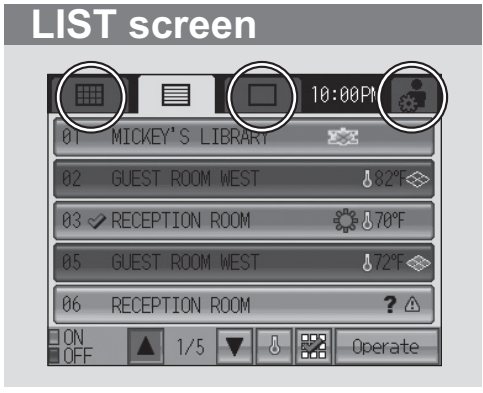 LIST screen
10:00PM
01 MICKEY'S LIBRARY
02 GUEST ROOM WEST 82°F
03 RECEPTION ROOM 70°F
05 GUEST ROOM WEST 72°F
06 RECEPTION ROOM ?
ON
OFF
1/5 Operate